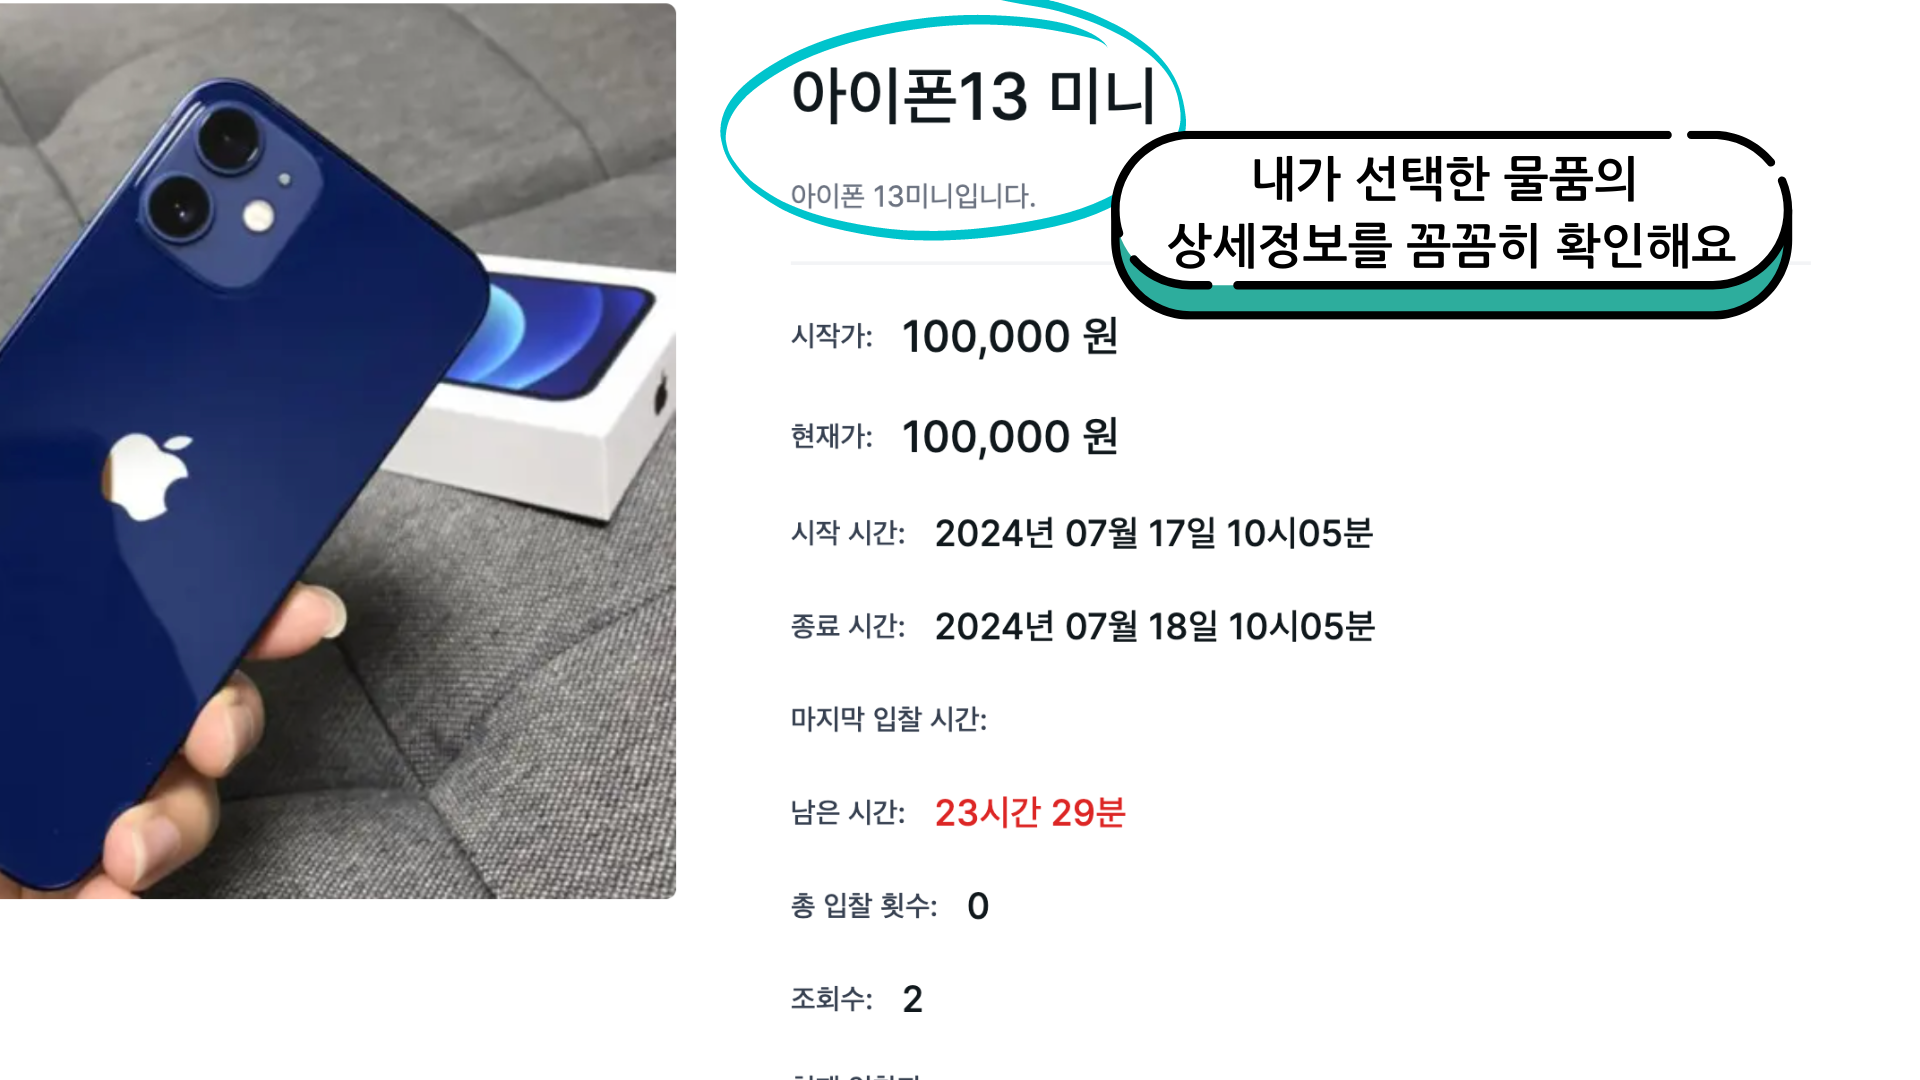 아이폰13 미니
아이폰 13미니입니다.
내가 선택한 물품의
상세정보를 꼼꼼히 확인해요
시작가: 100,000 원
현재가: 100,000 원
시작 시간: 2024년 07월 17일 10시05분
종료 시간: 2024년 07월 18일 10시05분
마지막 입찰 시간:
남은 시간: 23시간 29분
총 입찰 횟수: 0
조회수: 2